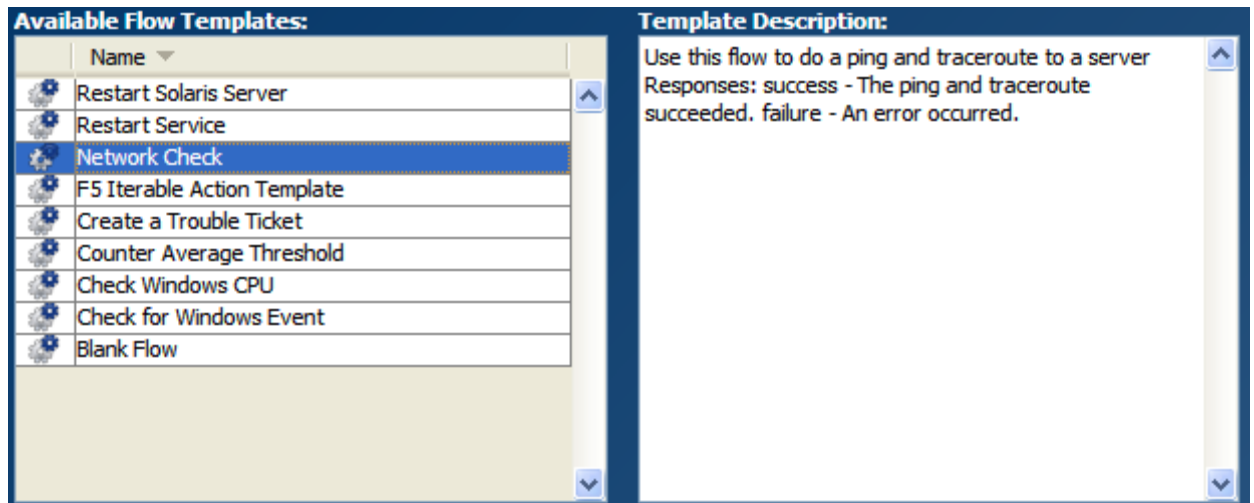 Available Flow Templates:
Name
Restart Solaris Server
Restart Service
Network Check
F5 Iterable Action Template
Create a Trouble Ticket
Counter Average Threshold
Check Windows CPU
Check for Windows Event
Blank Flow
Template Description:
Use this flow to do a ping and traceroute to a server
Responses: success - The ping and traceroute
succeeded. failure - An error occurred.